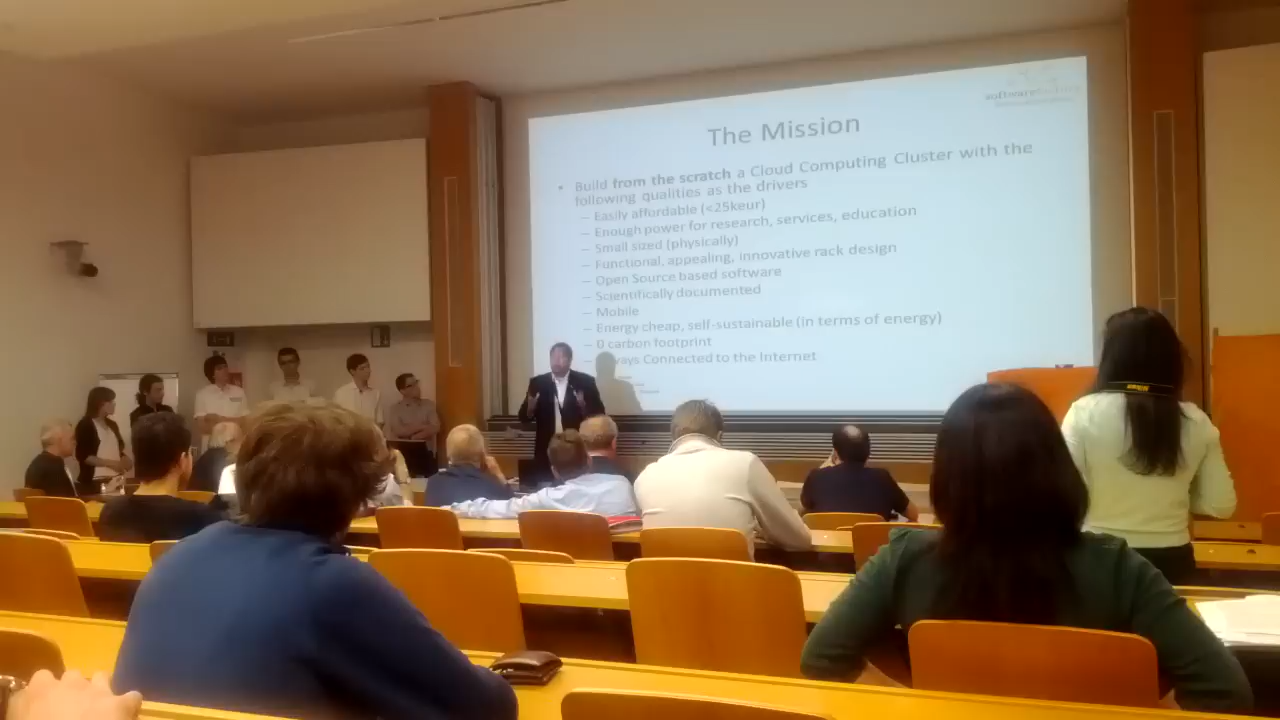 software
The Mission
• Build from the scratch a Cloud Computing Cluster with the
following qualities as the drivers
– Easily affordable (<25keur)
– Enough power for research, services, education
– Small sized (physically)
– Functional, appealing, innovative rack design
– Open Source based software
– Scientifically documented
– Mobile
– Energy cheap, self-sustainable (in terms of energy)
– 0 carbon footprint
Connected to the Internet
Nikon